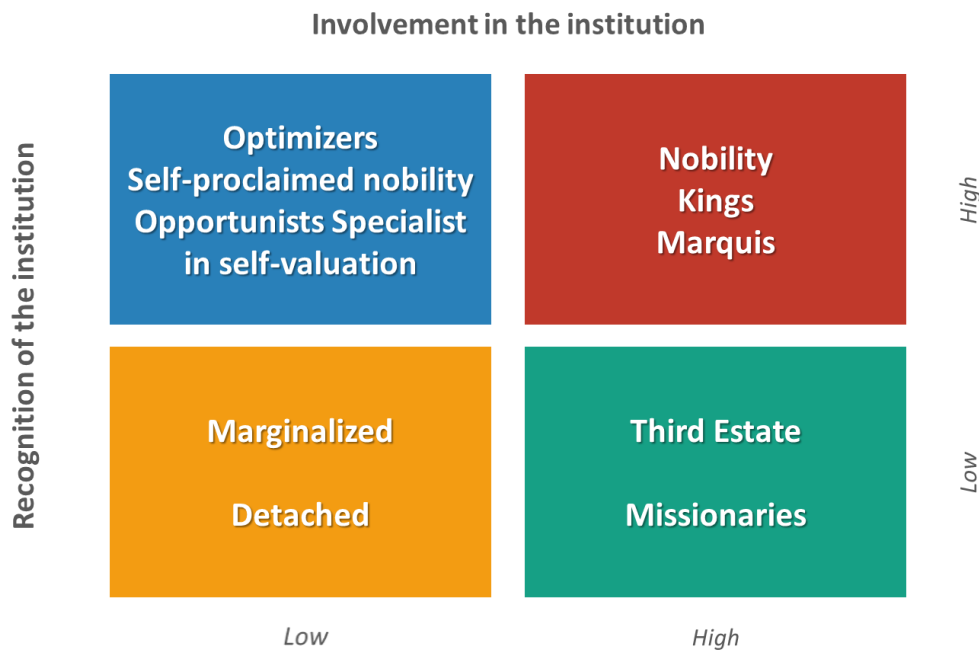 Involvement in the institution
Recognition of the institution
Optimizers
Self-proclaimed nobility
Opportunists Specialist
in self-valuation
Nobility
Kings
Marquis
High
Marginalized
Detached
Third Estate
Missionaries
Low
Low
High